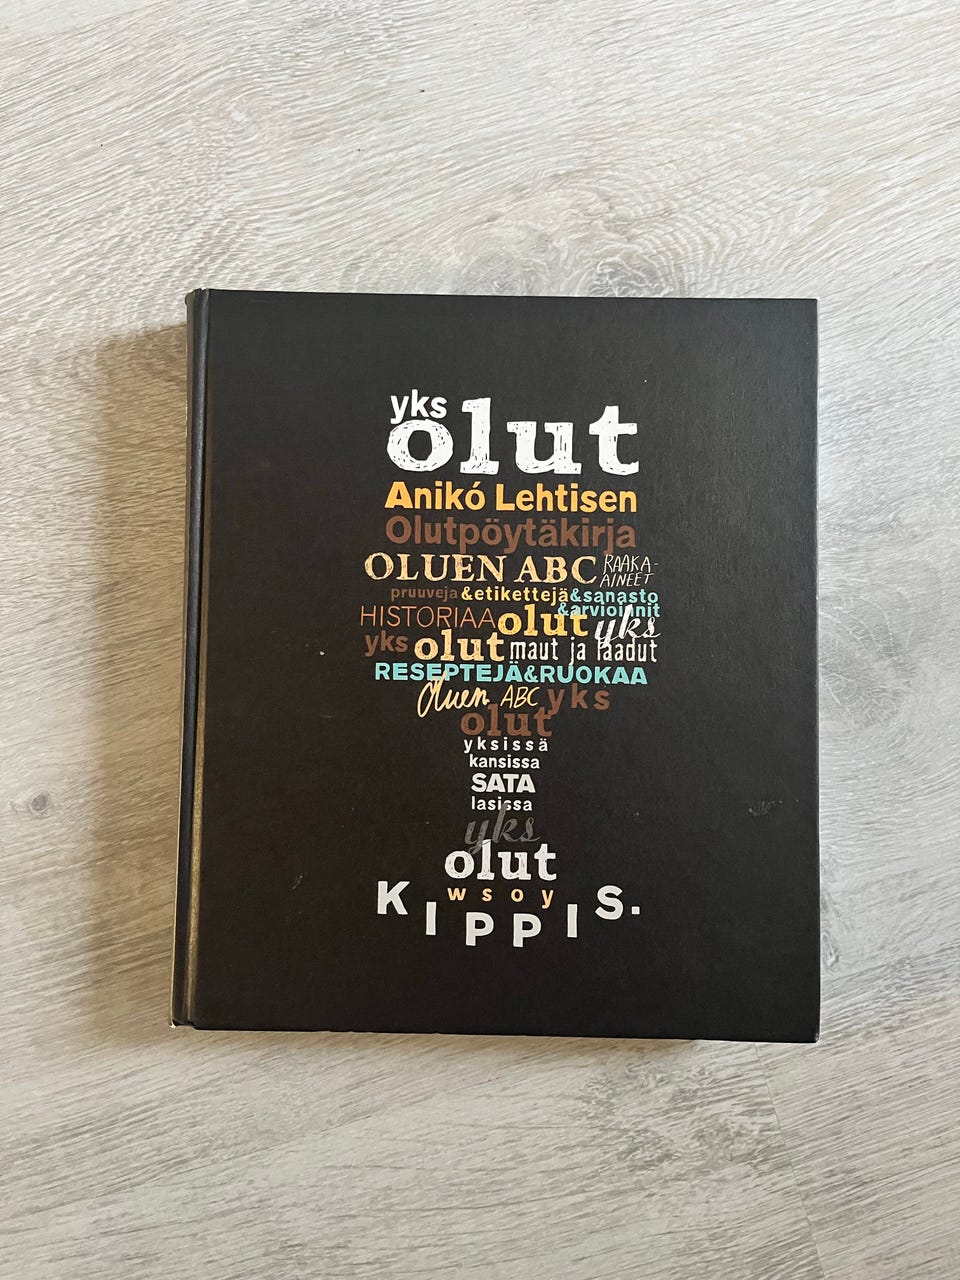 yks
olut
Anikó Lehtisen
Olutpöytäkirja
OLUEN ABC RAAKA-
AINEET
pruuveja &etikettejä &sanasto
&arvioinnit
HISTORIAA olut yks
yks olut maut ja laadut
RESEPTEJÄ&RUOKAA
Oluen ABC yks
olut
yksissä
kansissa
SATA
lasissa
yks
olut
wsoy
KIPPIS.